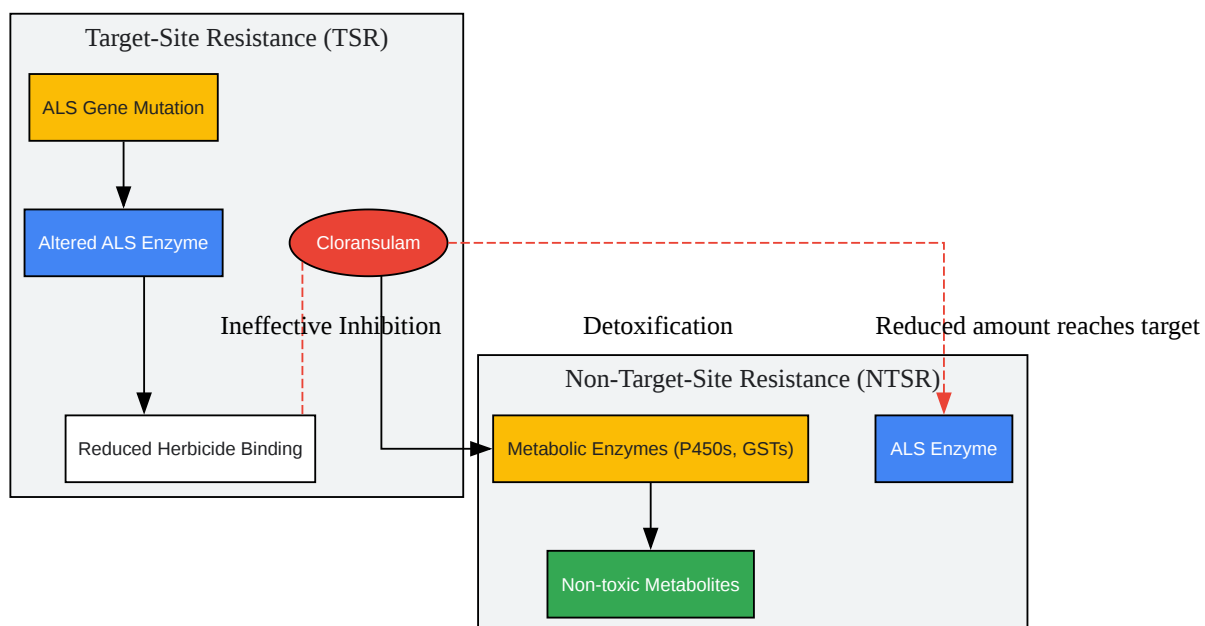 Target-Site Resistance (TSR)
ALS Gene Mutation
Altered ALS Enzyme
Cloransulam
Ineffective Inhibition
Detoxification
Reduced amount reaches target
Non-Target-Site Resistance (NTSR)
Reduced Herbicide Binding
Metabolic Enzymes (P450s, GSTs)
ALS Enzyme
Non-toxic Metabolites